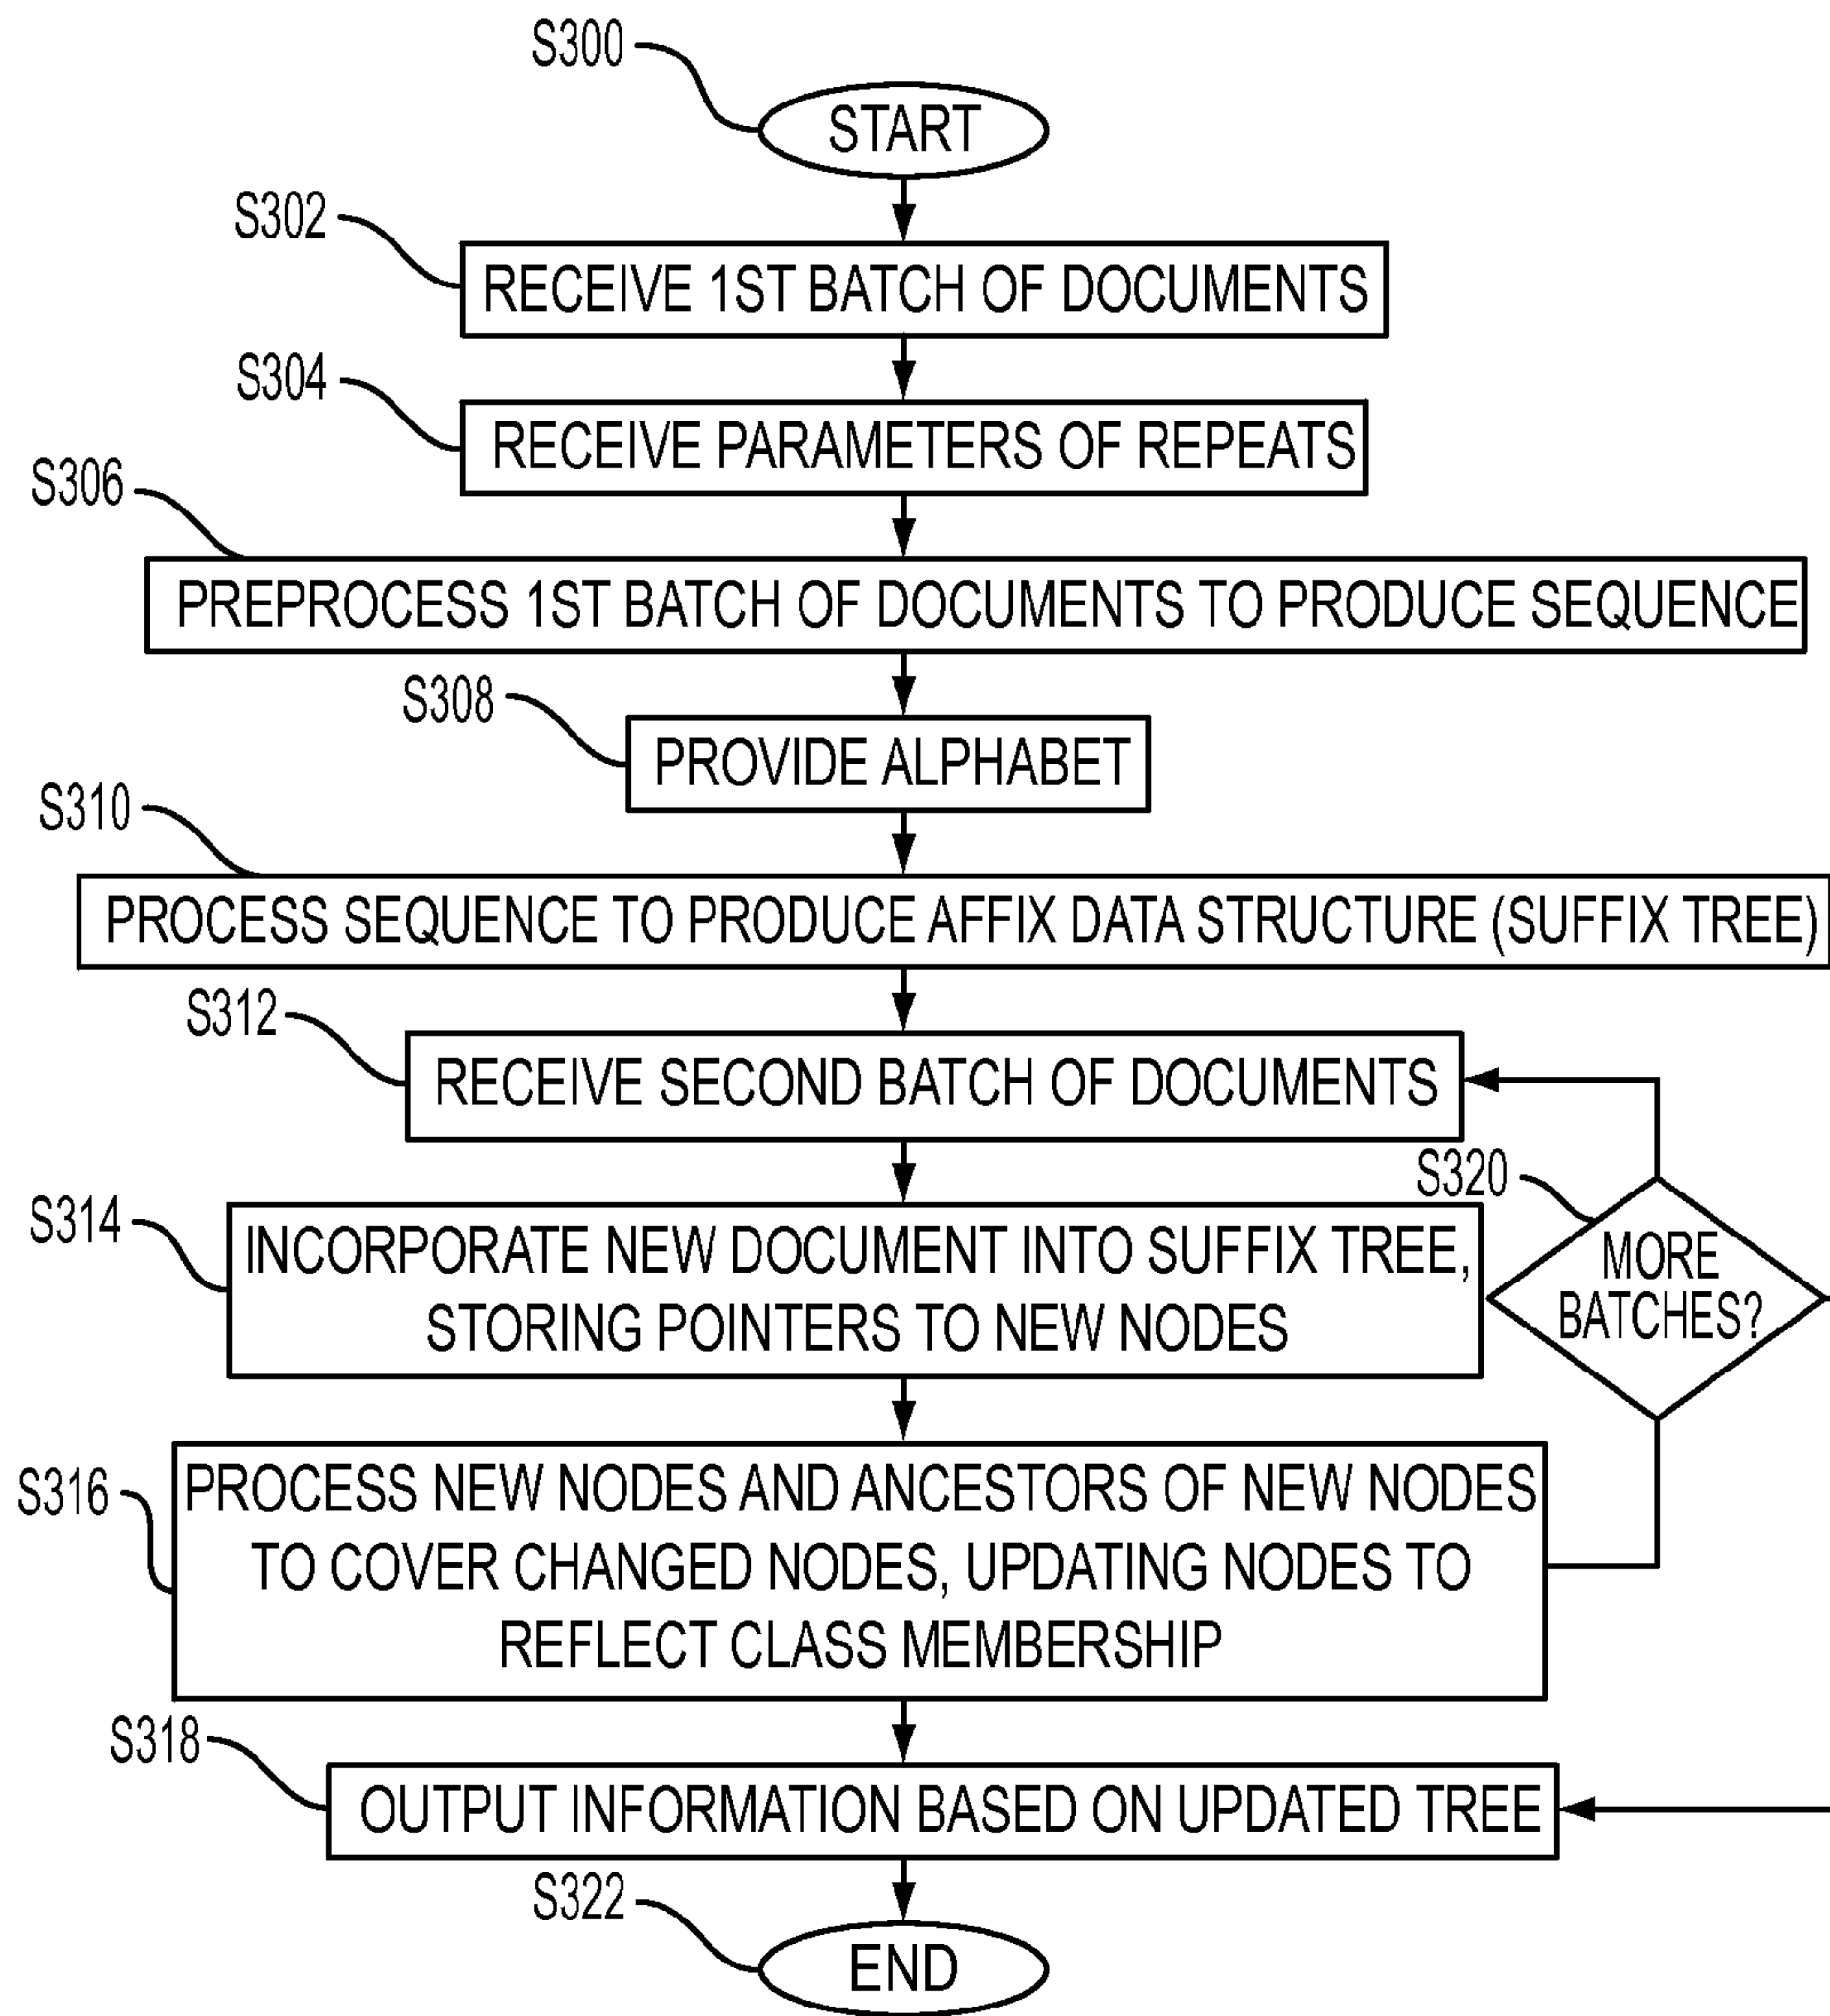 S300
START
S302
RECEIVE 1ST BATCH OF DOCUMENTS
S304
RECEIVE PARAMETERS OF REPEATS
S306
PREPROCESS 1ST BATCH OF DOCUMENTS TO PRODUCE SEQUENCE
S308
PROVIDE ALPHABET
S310
PROCESS SEQUENCE TO PRODUCE AFFIX DATA STRUCTURE (SUFFIX TREE)
S312
RECEIVE SECOND BATCH OF DOCUMENTS
S314
INCORPORATE NEW DOCUMENT INTO SUFFIX TREE,
STORING POINTERS TO NEW NODES
S320
MORE
BATCHES?
S316
PROCESS NEW NODES AND ANCESTORS OF NEW NODES
TO COVER CHANGED NODES, UPDATING NODES TO
REFLECT CLASS MEMBERSHIP
S318
OUTPUT INFORMATION BASED ON UPDATED TREE
S322
END